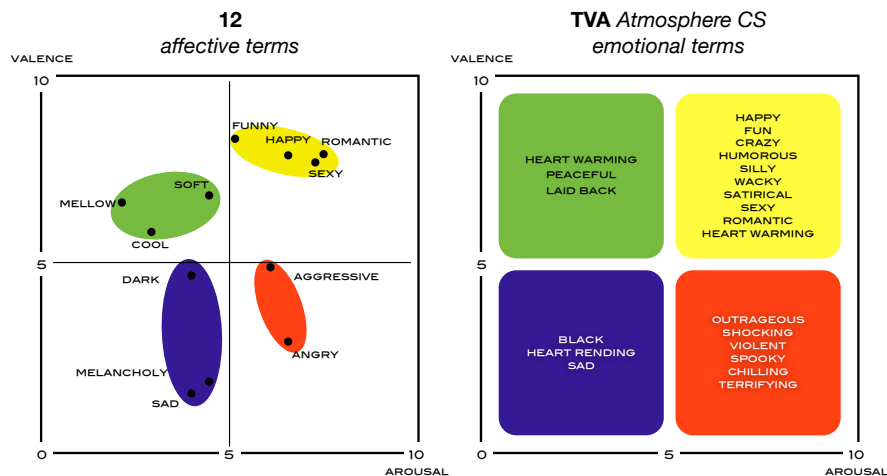 12
affective terms
VALENCE
10
FUNNY
HAPPY
ROMANTIC
SEXY
SOFT
MELLOW
COOL
5
DARK
AGGRESSIVE
ANGRY
MELANCHOLY
SAD
0
5
10
AROUSAL
TVA Atmosphere CS
emotional terms
VALENCE
10
HEART WARMING
PEACEFUL
LAID BACK
HAPPY
FUN
CRAZY
HUMOROUS
SILLY
WACKY
SATIRICAL
SEXY
ROMANTIC
HEART WARMING
5
BLACK
HEART RENDING
SAD
OUTRAGEOUS
SHOCKING
VIOLENT
SPOOKY
CHILLING
TERRIFYING
0
5
10
AROUSAL